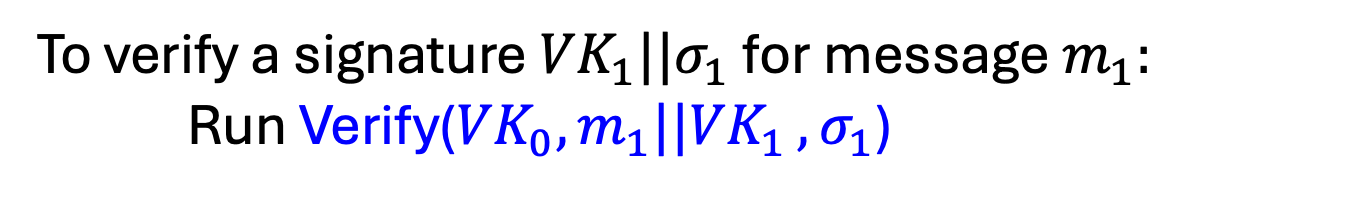 To verify a signature 𝑉𝐾₁||𝜎₁ for message 𝑚₁:
Run Verify(𝑉𝐾₀, 𝑚₁||𝑉𝐾₁ , 𝜎₁)